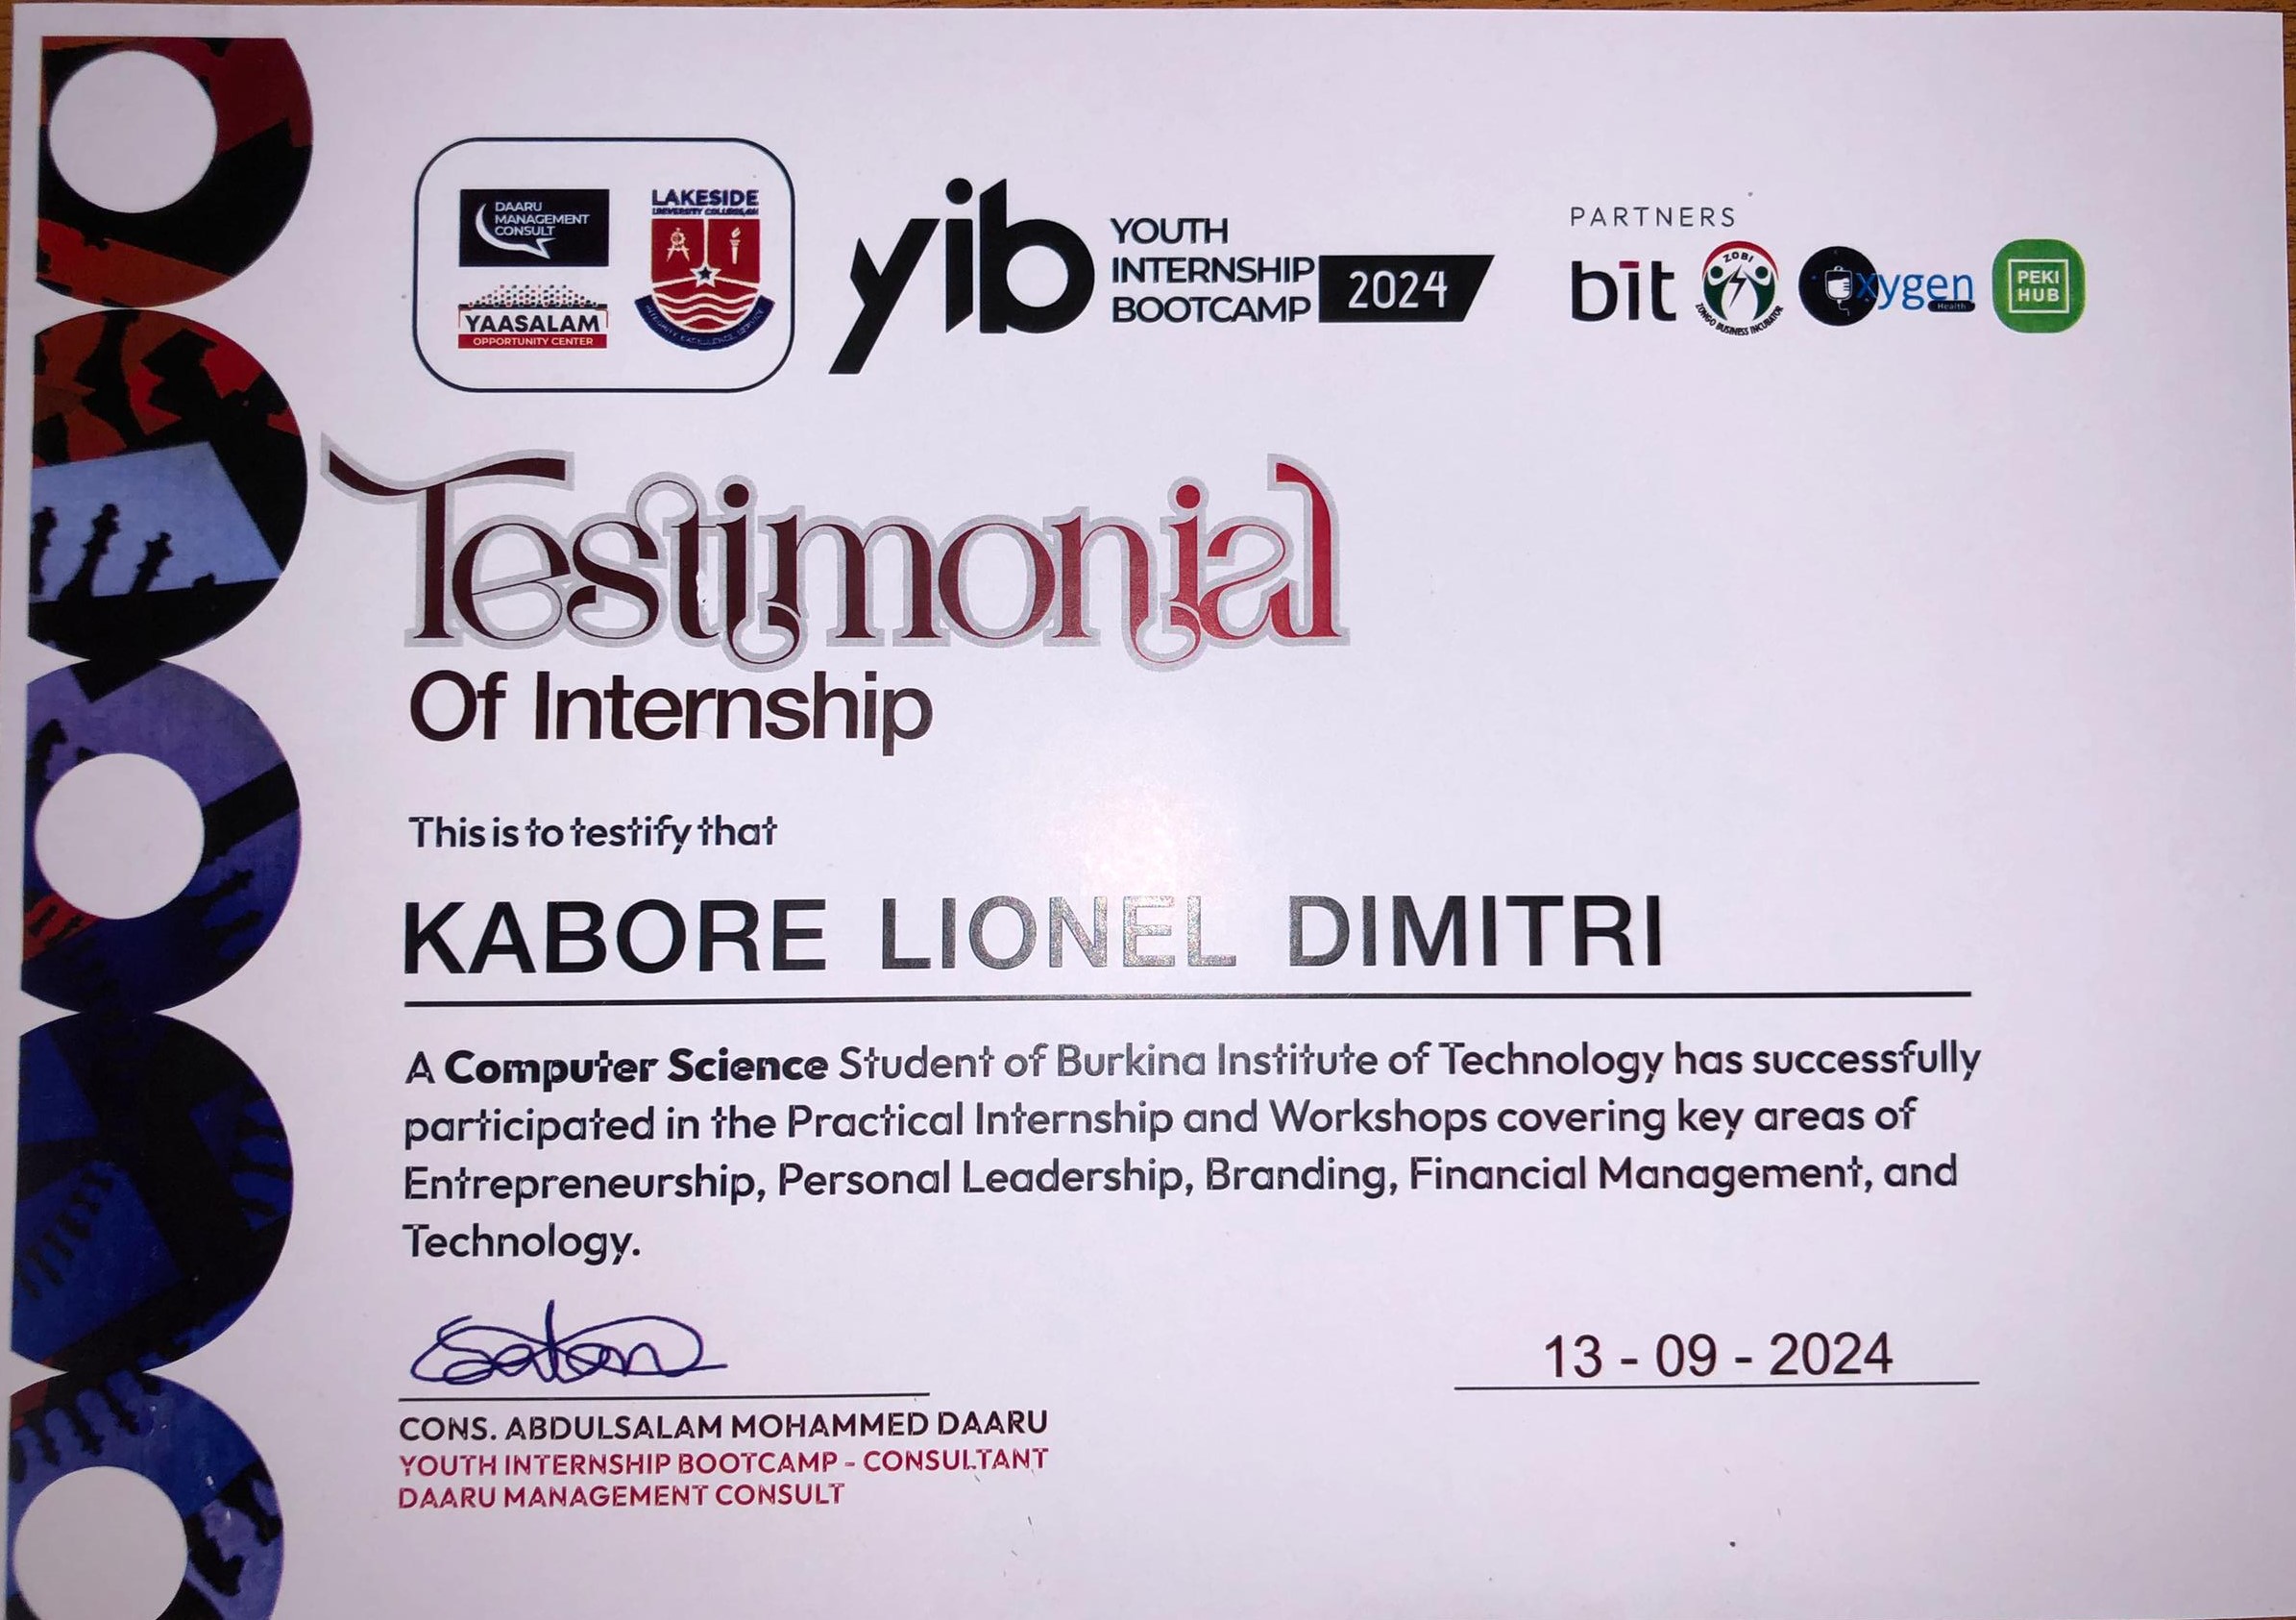 DAARU
MANAGEMENT
CONSULT
YAASALAM
OPPORTUNITY CENTER
LAKESIDE
yib
YOUTH
INTERNSHIP
BOOTCAMP
2024
PARTNERS
bit
ZOBI
ZONGO BUSINESS INCUBATOR
Oxygen
Health
PEKI
HUB
Testimonial
Of Internship
This is to testify that
KABORE LIONEL DIMITRI
A Computer Science Student of Burkina Institute of Technology has successfully
participated in the Practical Internship and Workshops covering key areas of
Entrepreneurship, Personal Leadership, Branding, Financial Management, and
Technology.
13 - 09 - 2024
CONS. ABDULSALAM MOHAMMED DAARU
YOUTH INTERNSHIP BOOTCAMP - CONSULTANT
DAARU MANAGEMENT CONSULT